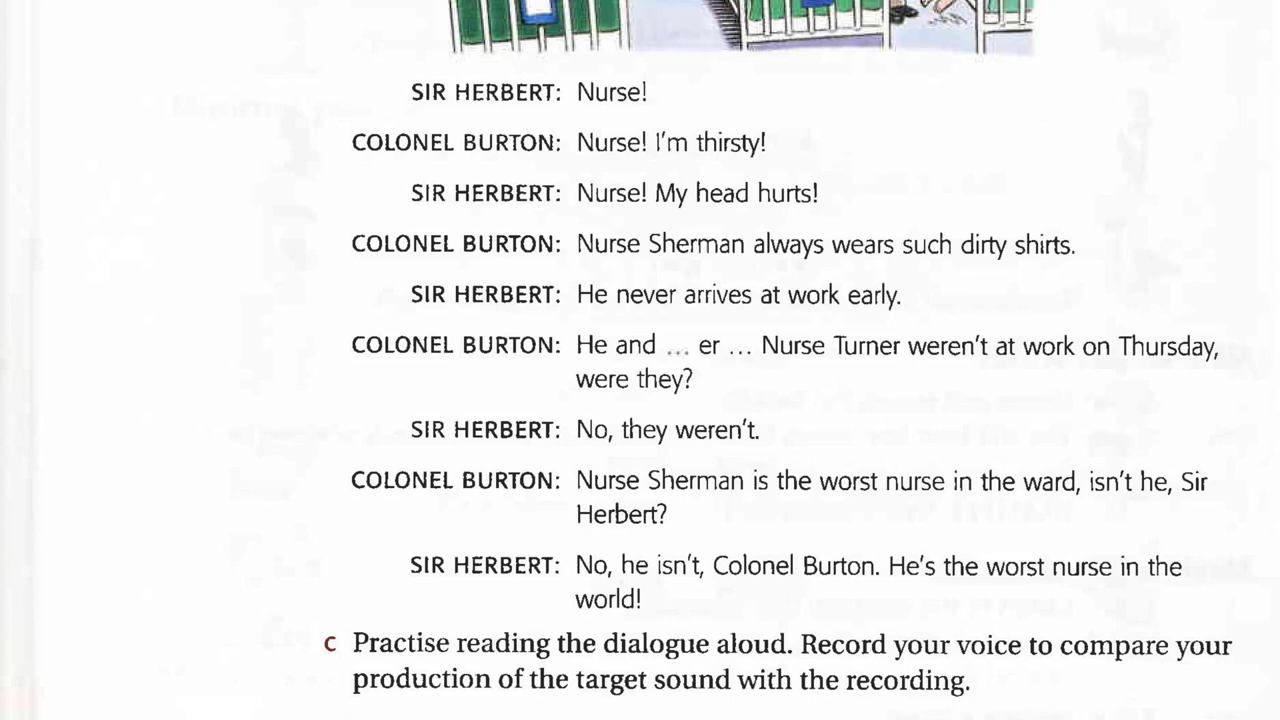 SIR HERBERT: Nurse!
COLONEL BURTON: Nurse! I'm thirsty!
SIR HERBERT: Nurse! My head hurts!
COLONEL BURTON: Nurse Sherman always wears such dirty shirts.
SIR HERBERT: He never arrives at work early.
COLONEL BURTON: He and ... er ... Nurse Turner weren't at work on Thursday,
were they?
SIR HERBERT: No, they weren't.
COLONEL BURTON: Nurse Sherman is the worst nurse in the ward, isn't he, Sir
Herbert?
SIR HERBERT: No, he isn't, Colonel Burton. He's the worst nurse in the
world!
c Practise reading the dialogue aloud. Record your voice to compare your
production of the target sound with the recording.